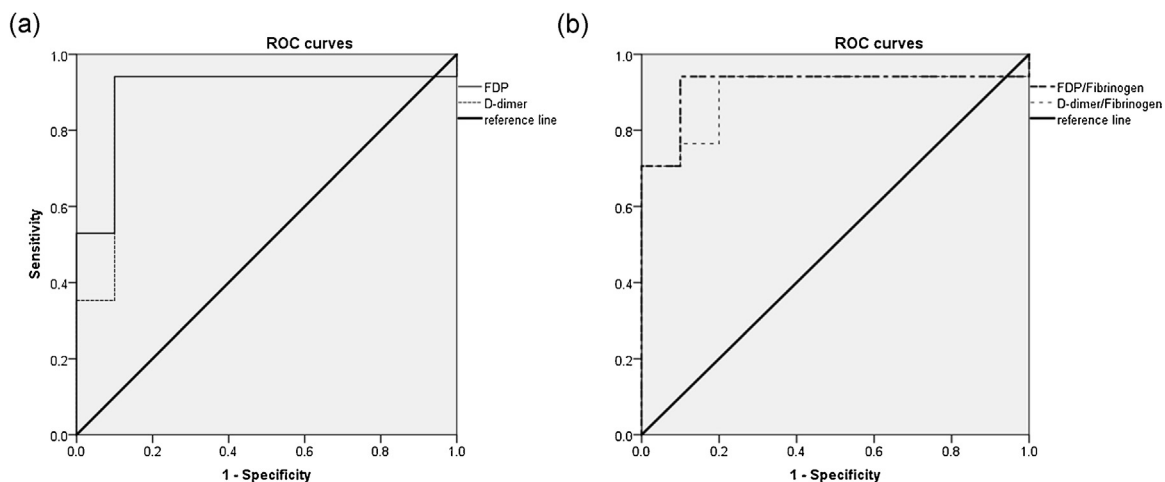 (a)
ROC curves
1.0
0.8
0.6
0.4
0.2
0.0
Sensitivity
0.0 0.2 0.4 0.6 0.8 1.0
1 - Specificity
FDP
D-dimer
reference line
(b)
ROC curves
1.0
0.8
0.6
0.4
0.2
0.0
0.0 0.2 0.4 0.6 0.8 1.0
1 - Specificity
FDP/Fibrinogen
D-dimer/Fibrinogen
reference line